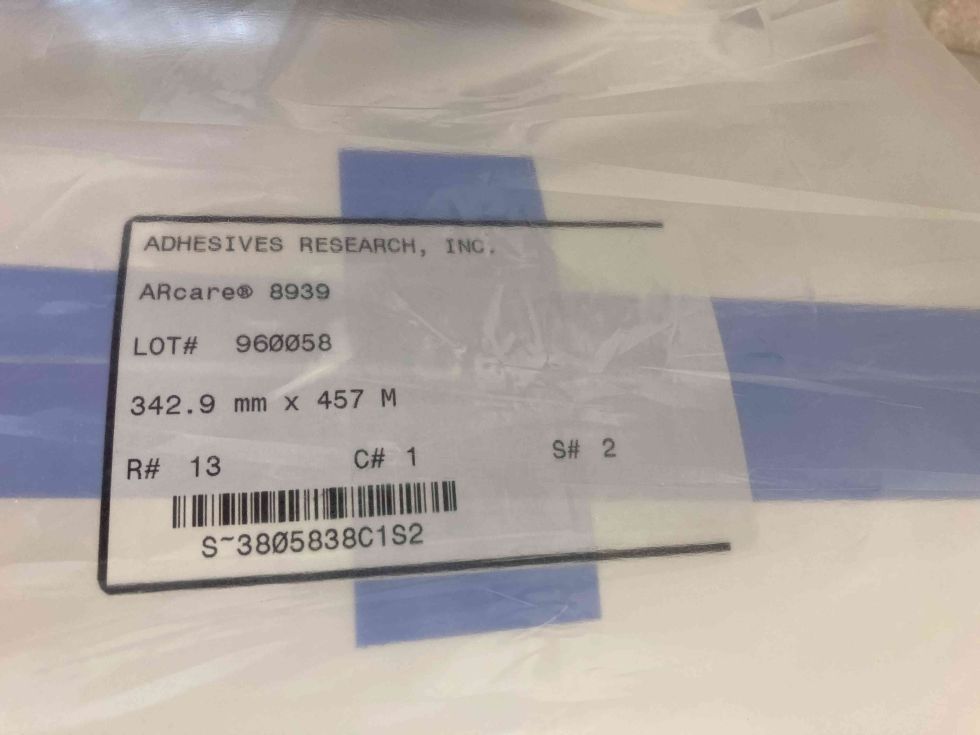 ADHESIVES RESEARCH, INC.
ARcare® 8939
LOT# 960058
342.9 mm x 457 M
R# 13 C# 1 S# 2
S~3805838C1S2